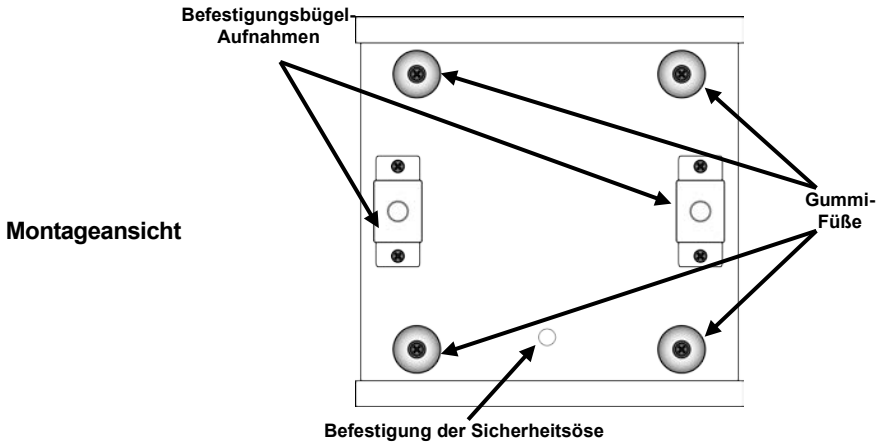 Befestigungsbügel-
Aufnahmen
Gummi-
Füße
Montageansicht
Befestigung der Sicherheitsöse